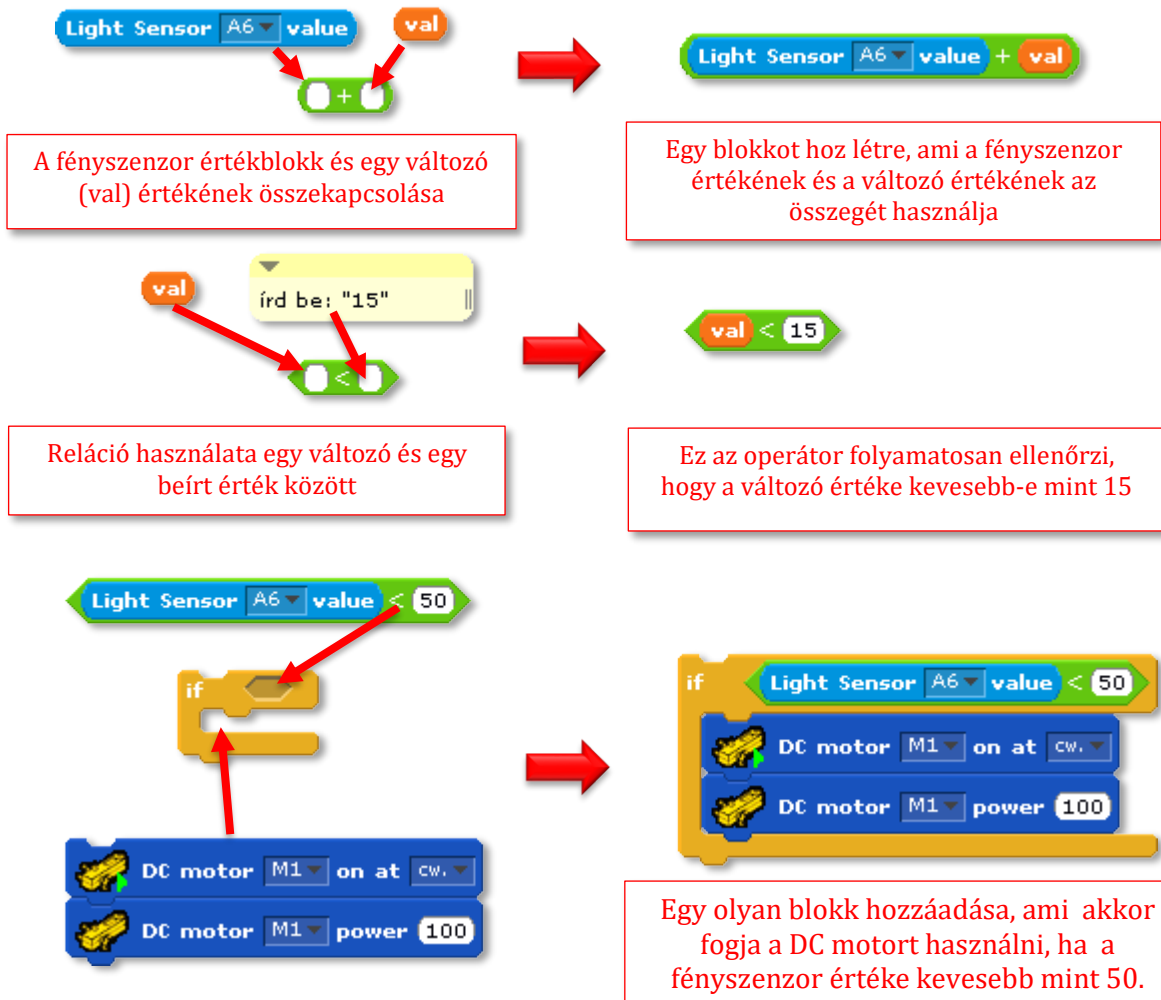 Light Sensor A6 value
val
+
Light Sensor A6 value + val
A fényszenzor értékblokk és egy változó
(val) értékének összekapcsolása
Egy blokkot hoz létre, ami a fényszenzor
értékének és a változó értékének az
összegét használja
val
írd be: "15"
<
val < 15
Reláció használata egy változó és egy
beírt érték között
Ez az operátor folyamatosan ellenőrzi,
hogy a változó értéke kevesebb-e mint 15
Light Sensor A6 value < 50
if
DC motor M1 on at cw.
DC motor M1 power 100
if Light Sensor A6 value < 50
DC motor M1 on at cw.
DC motor M1 power 100
Egy olyan blokk hozzáadása, ami akkor
fogja a DC motort használni, ha a
fényszenzor értéke kevesebb mint 50.